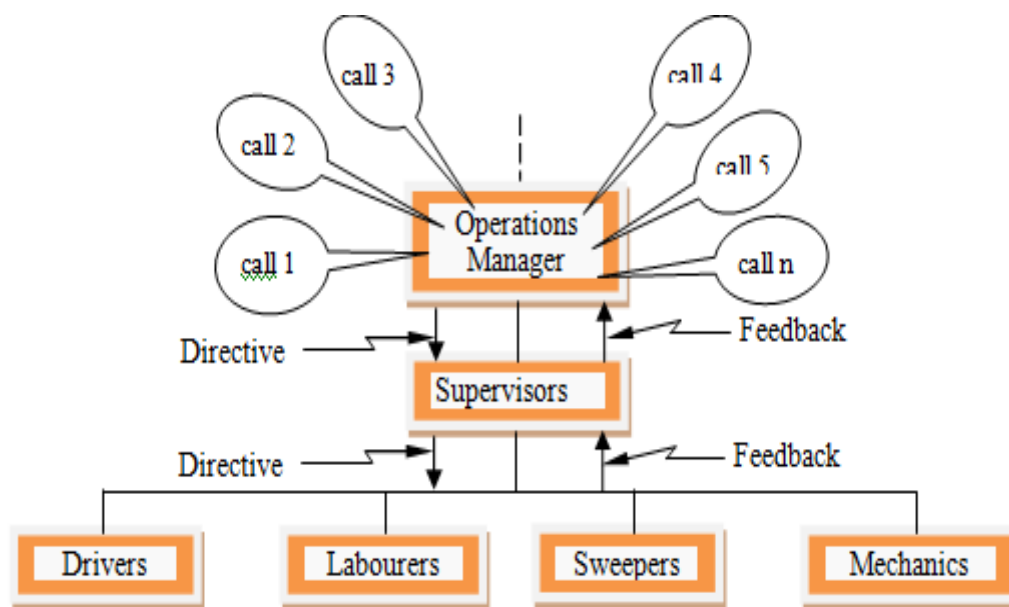 call 3
call 4
call 2
call 5
Operations
Manager
call 1
call n
Directive
Feedback
Supervisors
Directive
Feedback
Drivers
Labourers
Sweepers
Mechanics